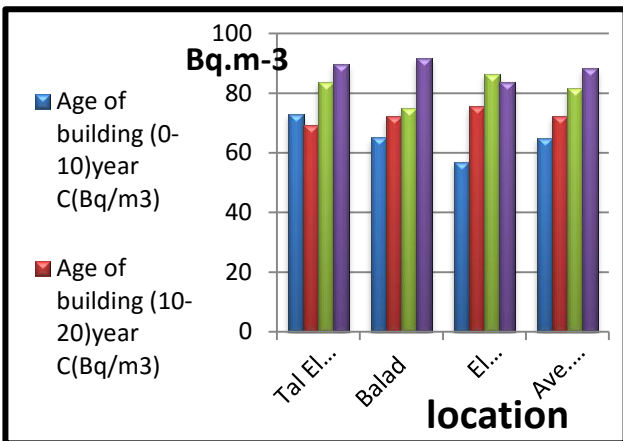 Bq.m-3
100
80
60
40
20
0
Age of
building (0-
10)year
C(Bq/m3)
Age of
building (10-
20)year
C(Bq/m3)
Tal El...
Balad
El...
Ave....
location